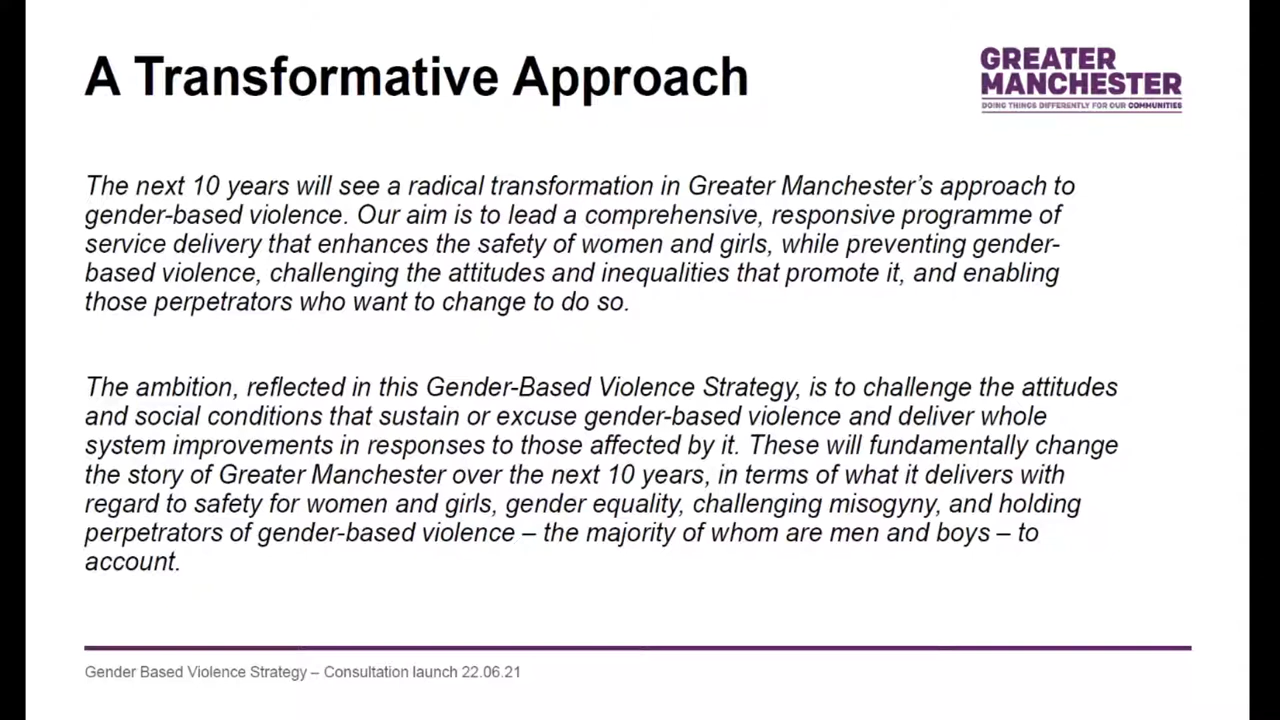 A Transformative Approach
GREATER
MANCHESTER
DOING THINGS DIFFERENTLY FOR OUR COMMUNITIES
The next 10 years will see a radical transformation in Greater Manchester’s approach to
gender-based violence. Our aim is to lead a comprehensive, responsive programme of
service delivery that enhances the safety of women and girls, while preventing gender-
based violence, challenging the attitudes and inequalities that promote it, and enabling
those perpetrators who want to change to do so.
The ambition, reflected in this Gender-Based Violence Strategy, is to challenge the attitudes
and social conditions that sustain or excuse gender-based violence and deliver whole
system improvements in responses to those affected by it. These will fundamentally change
the story of Greater Manchester over the next 10 years, in terms of what it delivers with
regard to safety for women and girls, gender equality, challenging misogyny, and holding
perpetrators of gender-based violence – the majority of whom are men and boys – to
account.
Gender Based Violence Strategy – Consultation launch 22.06.21